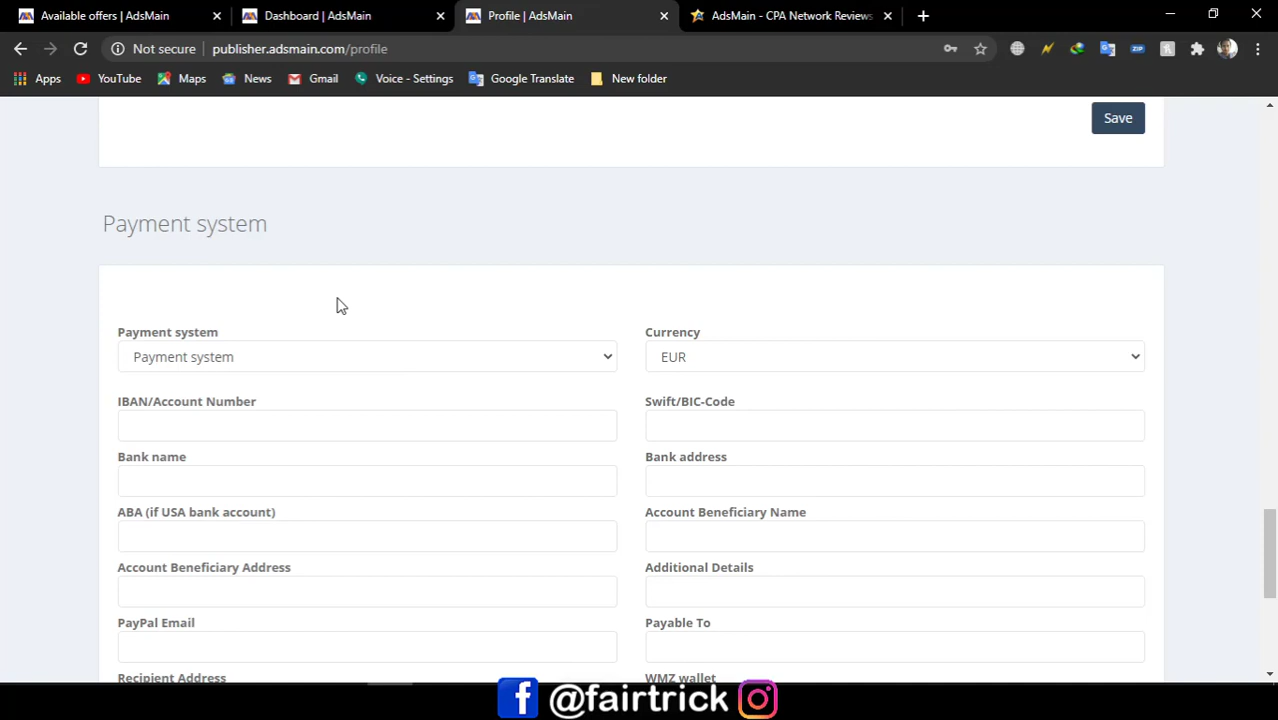 Available offers | AdsMain
Dashboard | AdsMain
Profile | AdsMain
AdsMain - CPA Network Reviews
Not secure
publisher.adsmain.com/profile
Apps
YouTube
Maps
News
Gmail
Voice - Settings
Google Translate
New folder
Save
Payment system
Payment system
Currency
Payment system
EUR
IBAN/Account Number
Swift/BIC-Code
Bank name
Bank address
ABA (if USA bank account)
Account Beneficiary Name
Account Beneficiary Address
Additional Details
PayPal Email
Payable To
Recipient Address
WMZ wallet
@fairtrick